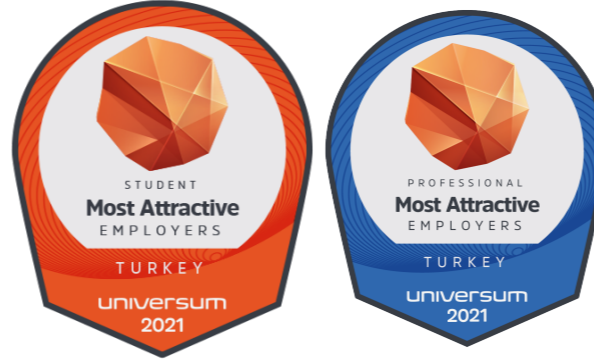 STUDENT
Most Attractive
EMPLOYERS
TURKEY
universum
2021
PROFESSIONAL
Most Attractive
EMPLOYERS
TURKEY
universum
2021